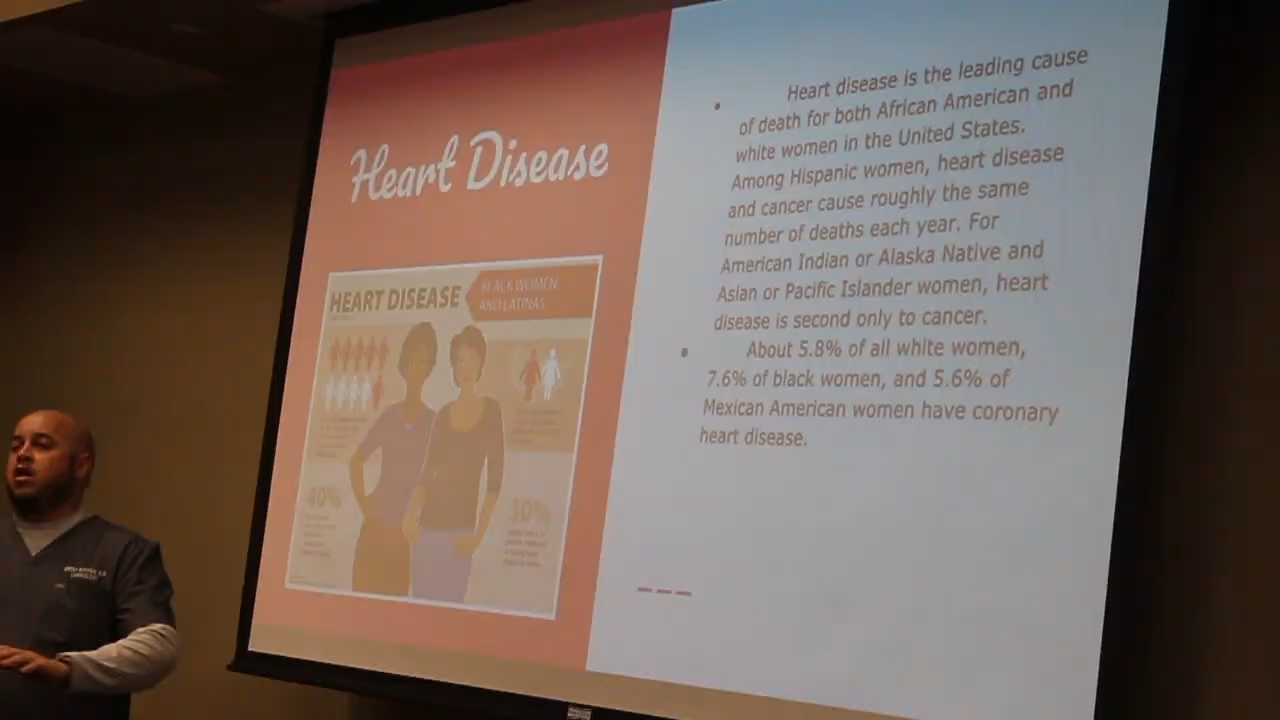 Heart Disease
HEART DISEASE
BLACK WOMEN
AND LATINAS
40%
30%
• Heart disease is the leading cause
of death for both African American and
white women in the United States.
Among Hispanic women, heart disease
and cancer cause roughly the same
number of deaths each year. For
American Indian or Alaska Native and
Asian or Pacific Islander women, heart
disease is second only to cancer.
• About 5.8% of all white women,
7.6% of black women, and 5.6% of
Mexican American women have coronary
heart disease.